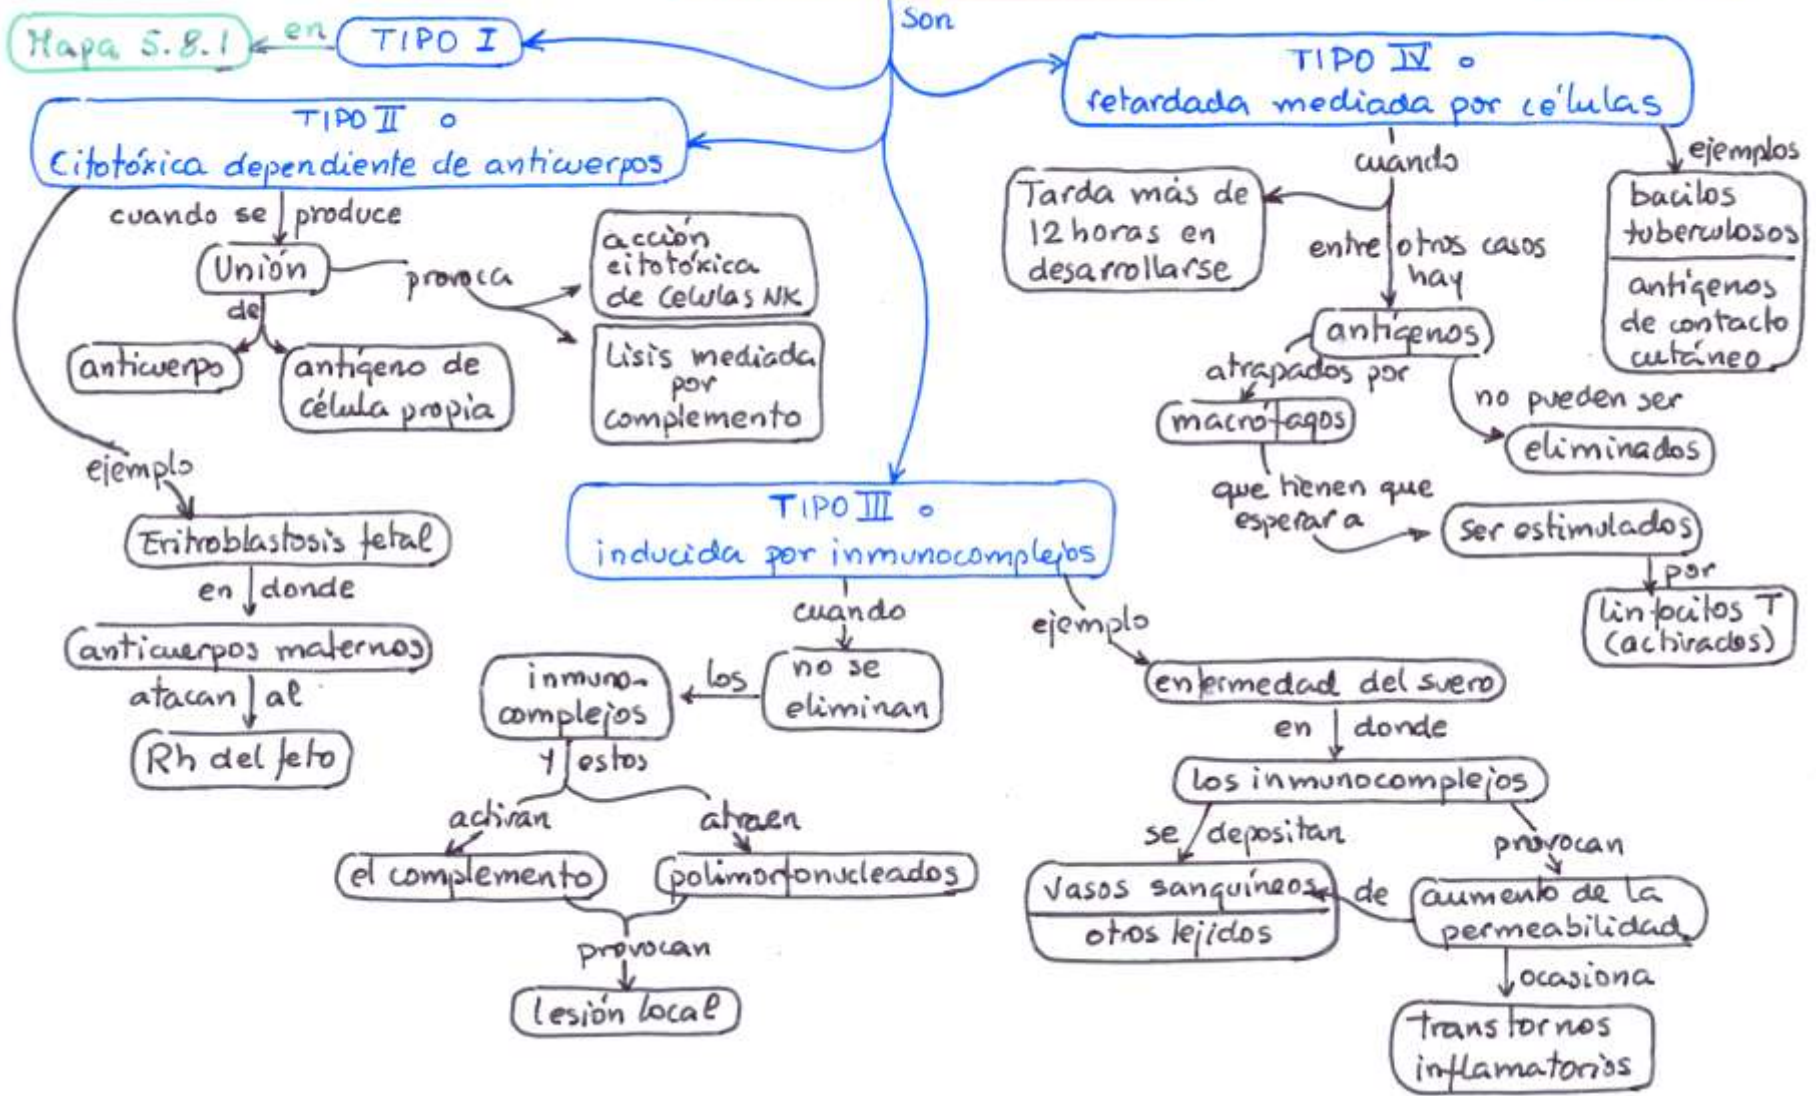 Son
Mapa 5.8.1
en
TIPO I
TIPO II o
Citotóxica dependiente de anticuerpos
cuando se produce
Unión
de
anticuerpo
antígeno de
célula propia
provoca
acción
citotóxica
de Celulas NK
Lisis mediada
por
complemento
ejemplo
Eritroblastosis fetal
en donde
anticuerpos maternos
atacan al
Rh del feto
TIPO III o
inducida por inmunocomplejos
cuando
no se
eliminan
los
inmuno-
complejos
y estos
activan
atraen
el complemento
polimorfonucleados
provocan
lesión local
ejemplo
enfermedad del suero
en donde
los inmunocomplejos
se depositan
provocan
vasos sanguíneos
otros tejidos
de
aumento de la
permeabilidad
ocasiona
transtornos
inflamatorios
TIPO IV o
retardada mediada por células
cuando
Tarda más de
12 horas en
desarrollarse
entre otros casos
hay
antígenos
atrapados por
macrófagos
no pueden ser
eliminados
que tienen que
esperar a
ser estimulados
por
linfocitos T
(activados)
ejemplos
bacilos
tuberculosos
antígenos
de contacto
cutáneo